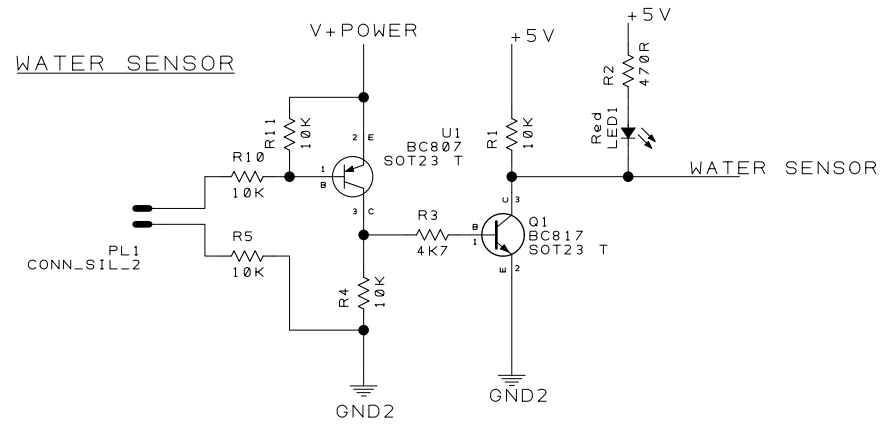 WATER SENSOR
V+POWER
+5V
+5V
R2
470R
Red
LED1
R11
10K
2 E
U1
BC807
SOT23 T
R1
10K
R10
10K
1
B
3 C
WATER SENSOR
C 3
Q1
BC817
SOT23 T
R3
4K7
B
1
E 2
PL1
CONN_SIL_2
R5
10K
R4
10K
GND2
GND2